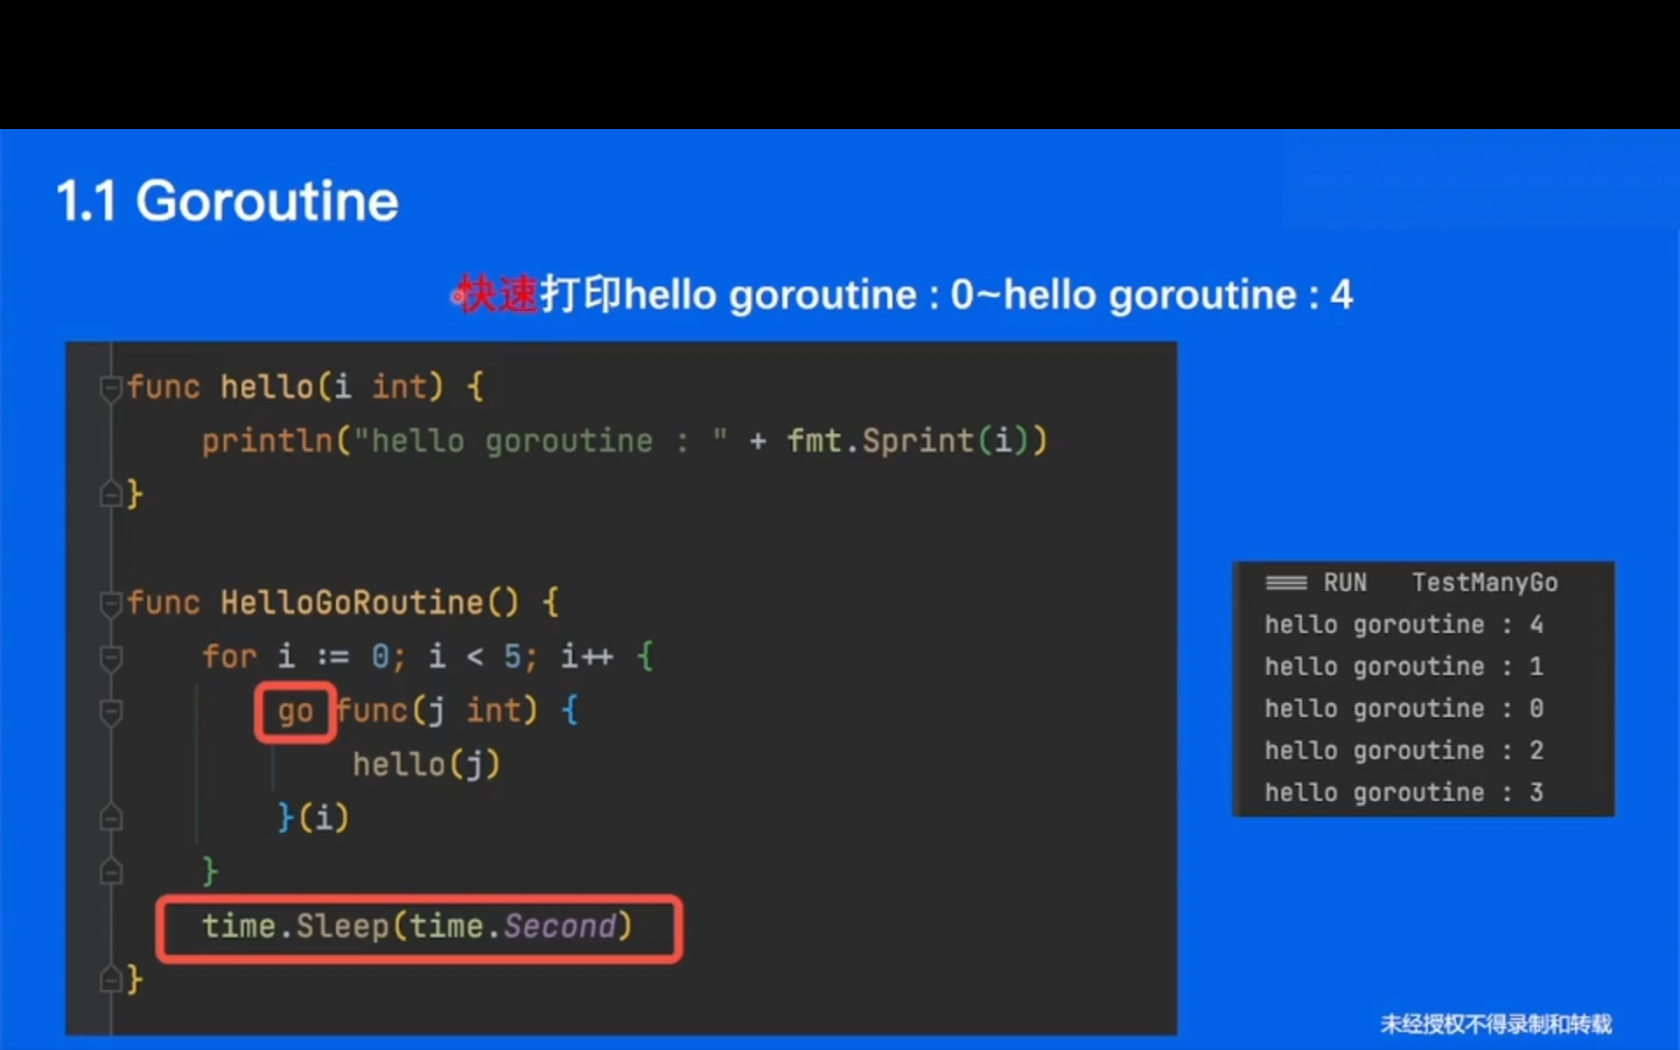 1.1 Goroutine
快速打印hello goroutine : 0~hello goroutine : 4
func hello(i int) {
println("hello goroutine : " + fmt.Sprint(i))
}
func HelloGoRoutine() {
for i := 0; i < 5; i++ {
go func(j int) {
hello(j)
}(i)
}
time.Sleep(time.Second)
}
=== RUN TestManyGo
hello goroutine : 4
hello goroutine : 1
hello goroutine : 0
hello goroutine : 2
hello goroutine : 3
未经授权不得录制和转载